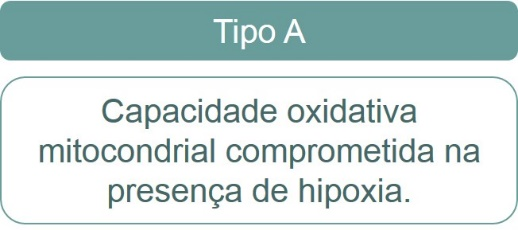 Tipo A
Capacidade oxidativa
mitocondrial comprometida na
presença de hipoxia.